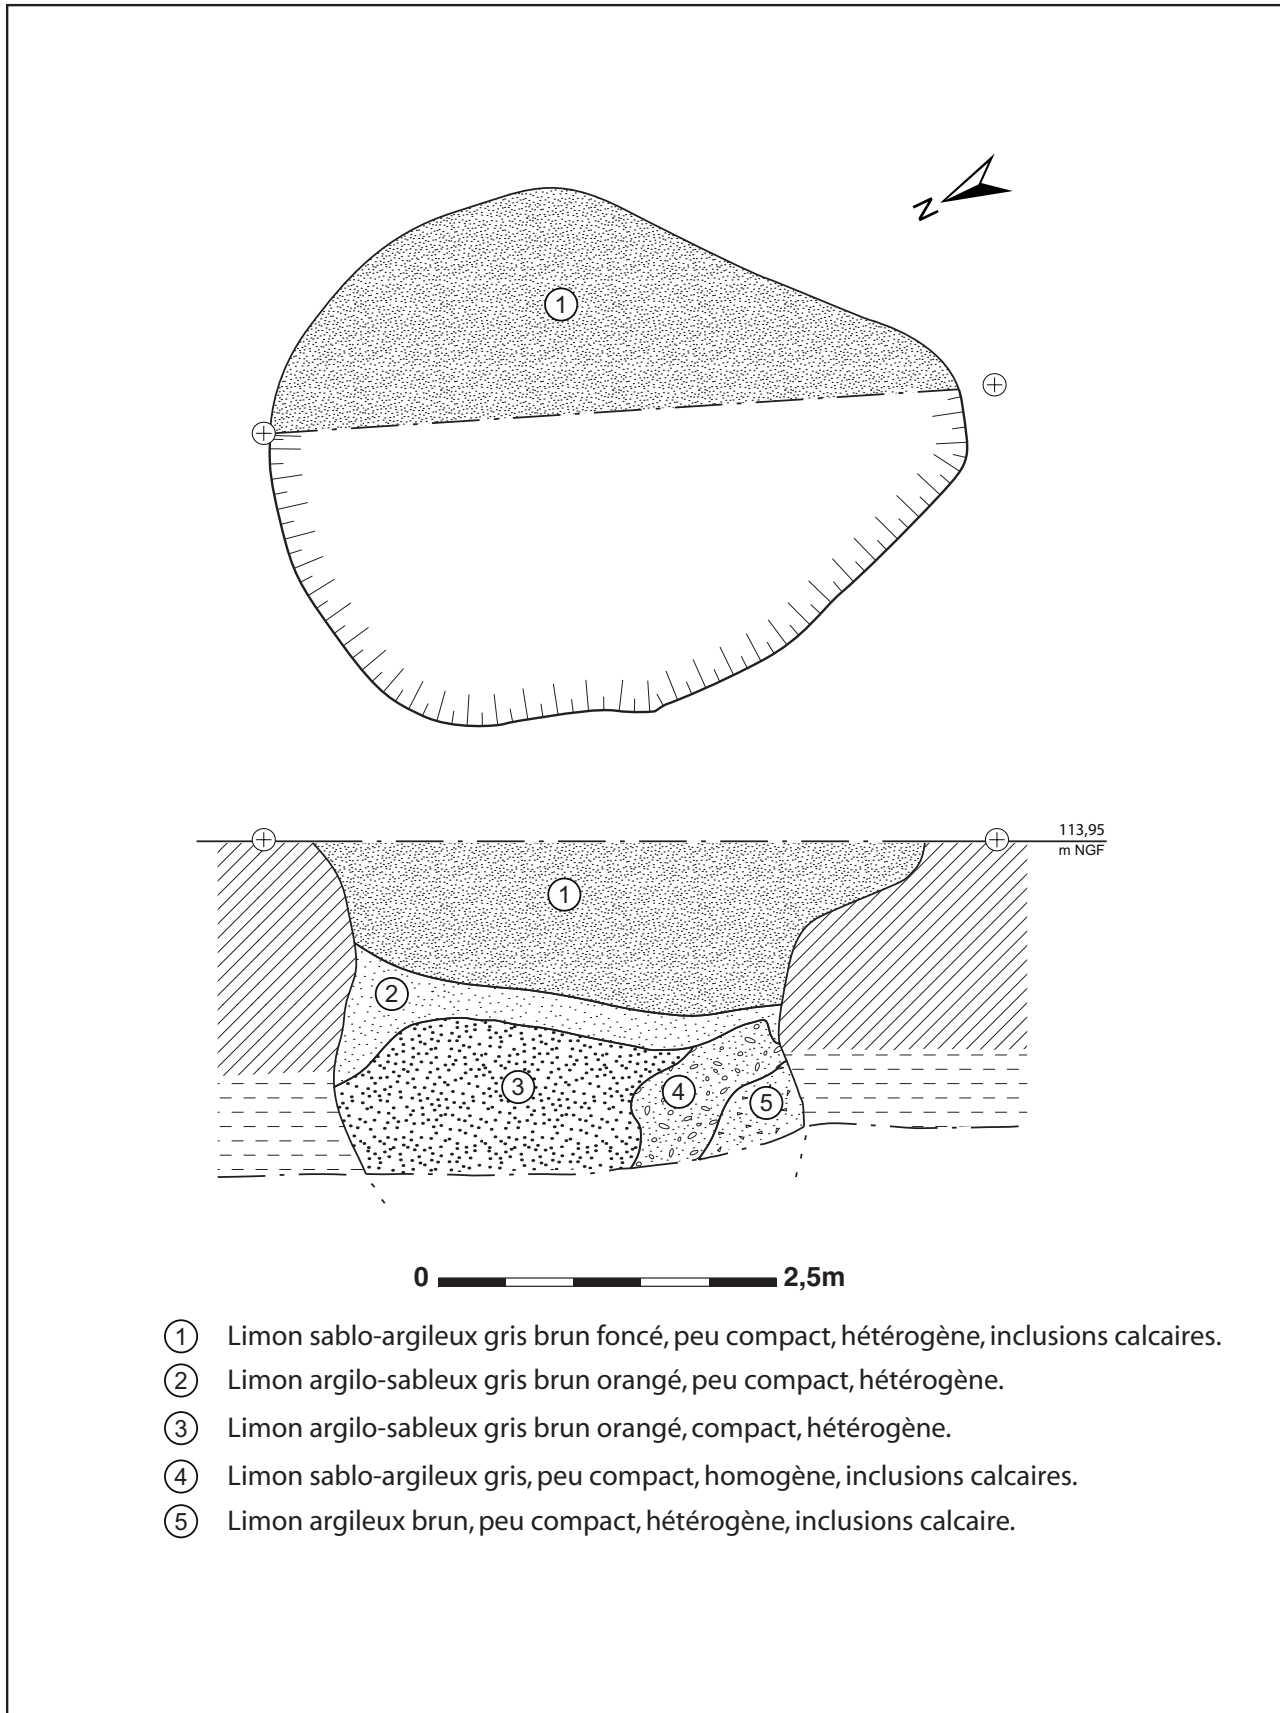 N
1
113,95
m NGF
1
2
3
4
5
0 2,5m
1 Limon sablo-argileux gris brun foncé, peu compact, hétérogène, inclusions calcaires.
2 Limon argilo-sableux gris brun orangé, peu compact, hétérogène.
3 Limon argilo-sableux gris brun orangé, compact, hétérogène.
4 Limon sablo-argileux gris, peu compact, homogène, inclusions calcaires.
5 Limon argileux brun, peu compact, hétérogène, inclusions calcaire.